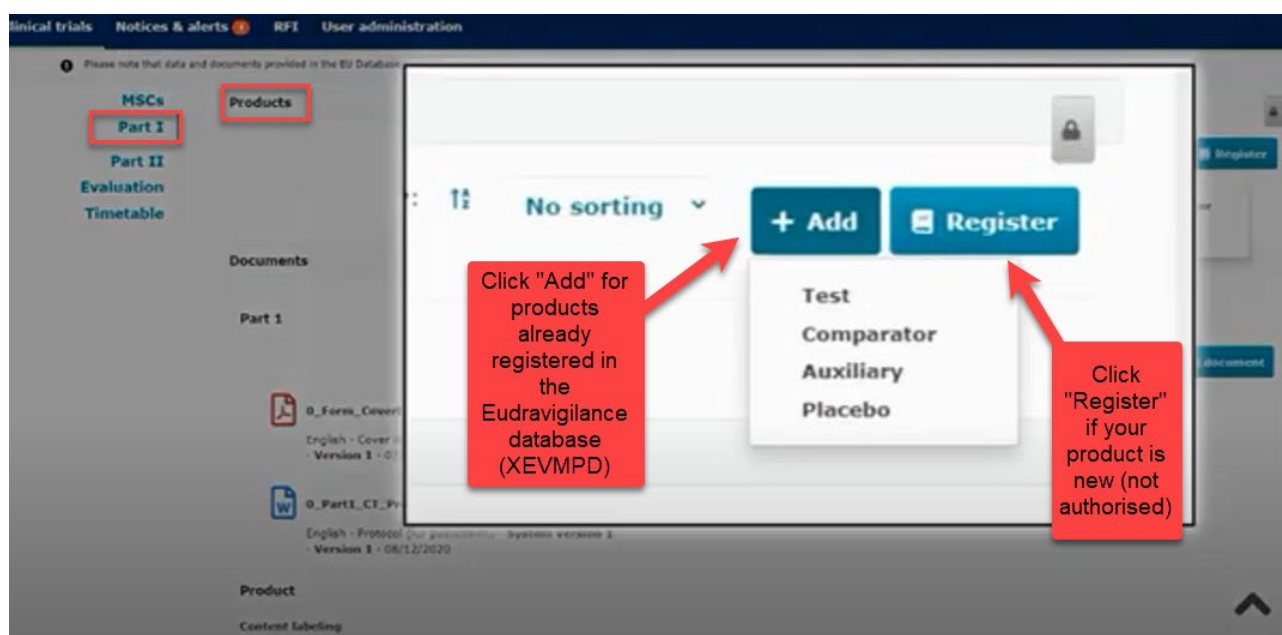 linical trials Notices & alerts RFI User administration
Please note that data and documents provided in the EU Database
MSCs
Part I
Part II
Evaluation
Timetable
Products
Register
No sorting
+ Add
Register
Test
Comparator
Auxiliary
Placebo
Click "Add" for
products
already
registered in
the
Eudravigilance
database
(XEVMPD)
Click
"Register"
if your
product is
new (not
authorised)
Documents
Part 1
document
0_Form_Cover
English - Cover
- Version 1 -
0_Part1_CT_Pr
English - Protocol System version 1
- Version 1 - 08/12/2020
Product
Content labeling